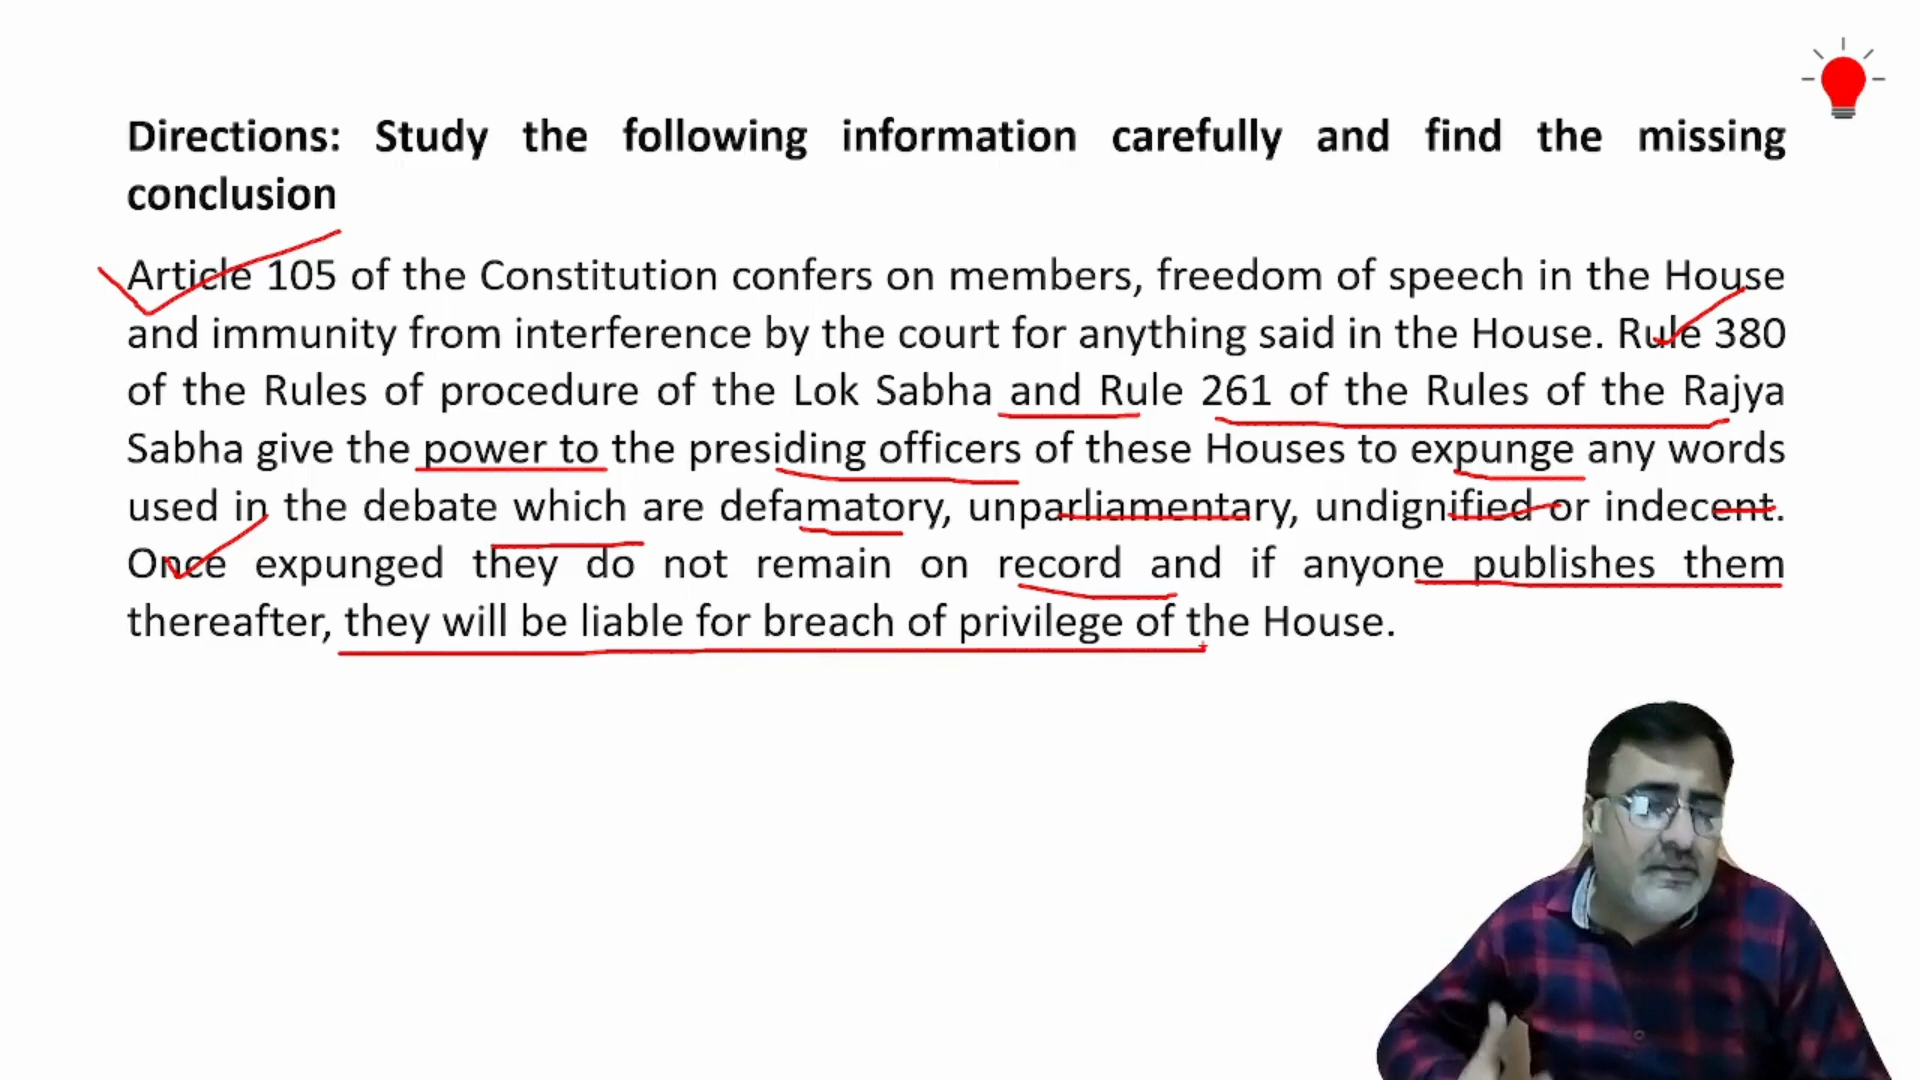 Directions: Study the following information carefully and find the missing
conclusion
Article 105 of the Constitution confers on members, freedom of speech in the House
and immunity from interference by the court for anything said in the House. Rule 380
of the Rules of procedure of the Lok Sabha and Rule 261 of the Rules of the Rajya
Sabha give the power to the presiding officers of these Houses to expunge any words
used in the debate which are defamatory, unparliamentary, undignified or indecent.
Once expunged they do not remain on record and if anyone publishes them
thereafter, they will be liable for breach of privilege of the House.